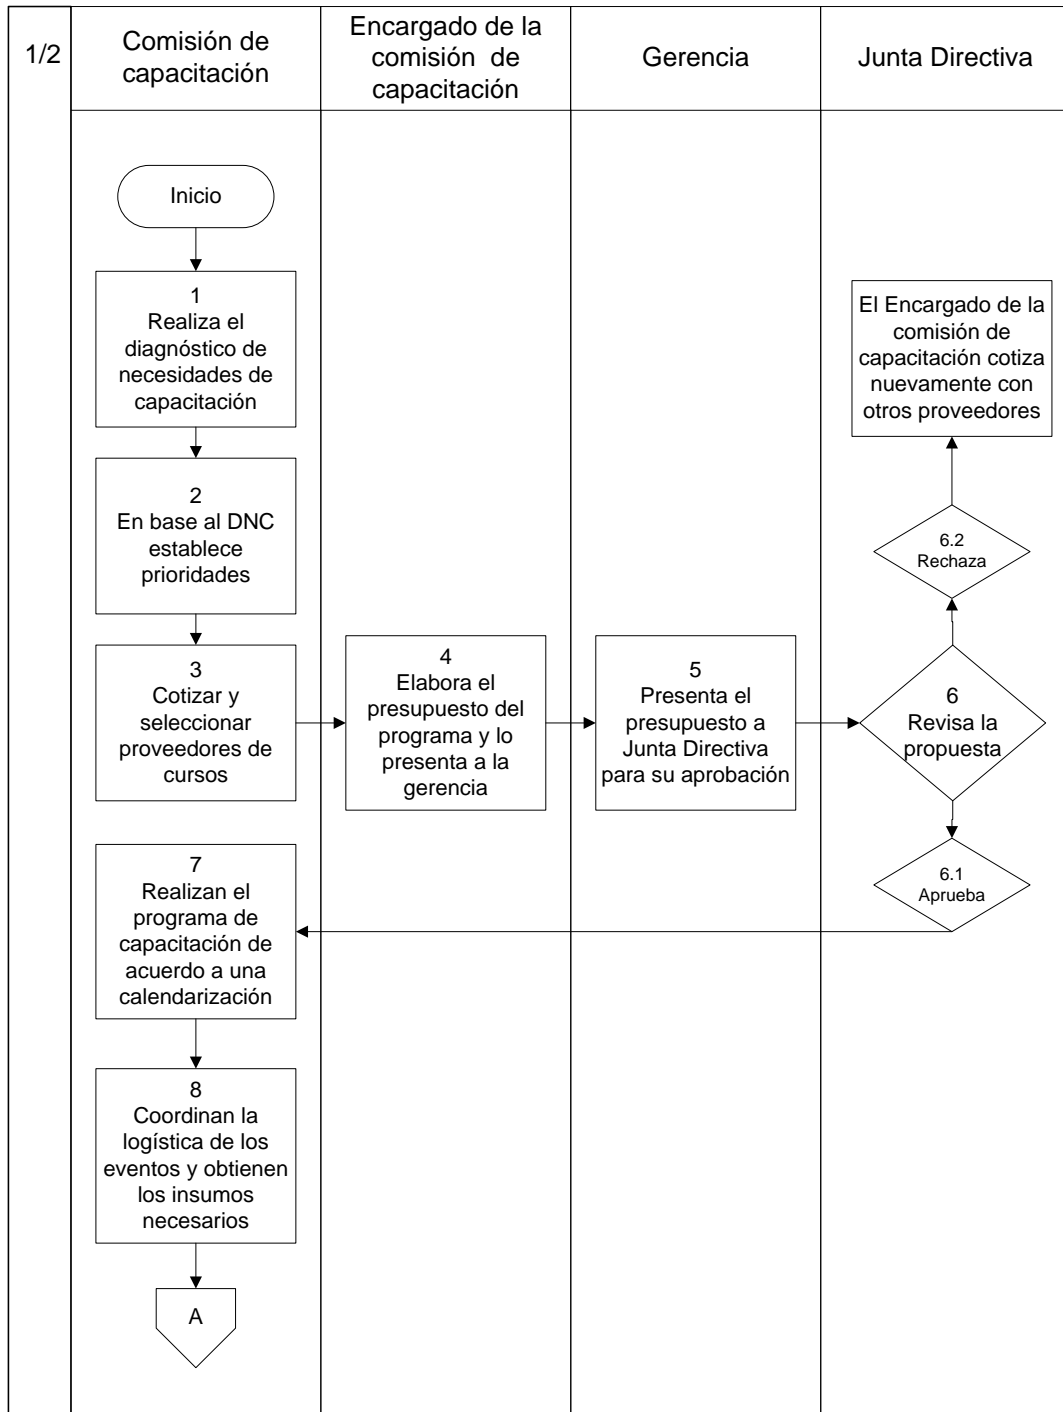 1/2
Comisión de
capacitación
Encargado de la
comisión de
capacitación
Gerencia
Junta Directiva
Inicio
1
Realiza el
diagnóstico de
necesidades de
capacitación
2
En base al DNC
establece
prioridades
3
Cotizar y
seleccionar
proveedores de
cursos
4
Elabora el
presupuesto del
programa y lo
presenta a la
gerencia
5
Presenta el
presupuesto a
Junta Directiva
para su aprobación
6
Revisa la
propuesta
6.2
Rechaza
El Encargado de la
comisión de
capacitación cotiza
nuevamente con
otros proveedores
6.1
Aprueba
7
Realizan el
programa de
capacitación de
acuerdo a una
calendarización
8
Coordinan la
logística de los
eventos y obtienen
los insumos
necesarios
A